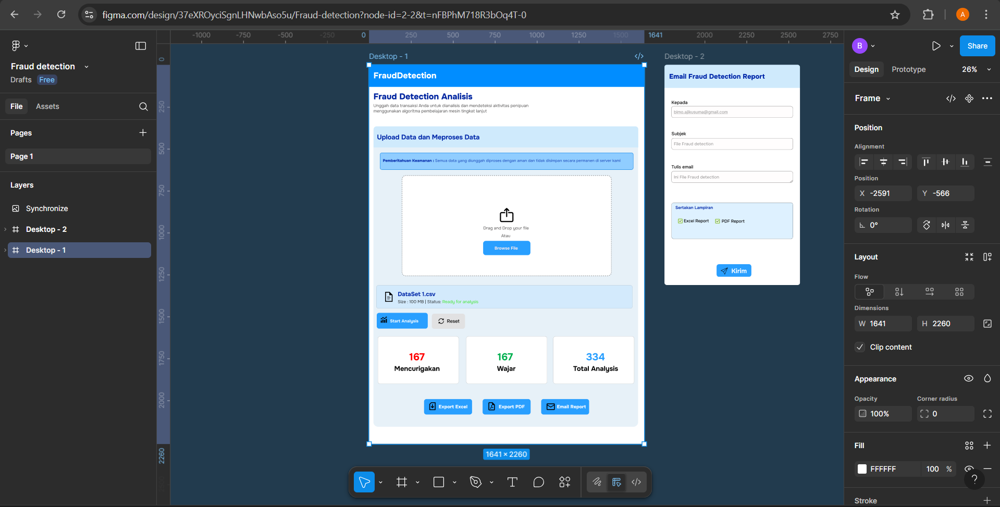 figma.com/design/37eXROyciSgnLHNwbAso5u/Fraud-detection?node-id=2-2&t=nFBPhM718R3bOq4T-0
A
Fraud detection
Drafts Free
File Assets
Pages
Page 1
Layers
Synchronize
Desktop - 2
Desktop - 1
-1000 -750 -500 -250 0 250 500 750 1000 1250 1500 1641 2000 2250 2500 2750
0
250
500
750
1000
1250
1500
1750
2000
2260
Desktop - 1
FraudDetection
Fraud Detection Analisis
Unggah data transaksi Anda untuk dianalisis dan mendeteksi aktivitas penipuan
menggunakan algoritma pembelajaran mesin tingkat lanjut
Upload Data dan Meproses Data
Pemberitahuan Keamanan : Semua data yang diunggah diproses dengan aman dan tidak disimpan secara permanen di server kami
Drag and Drop your file
Atau
Browse File
DataSet 1.csv
Size : 100 MB | Status: Ready for analysis
Start Analysis Reset
167 167 334
Mencurigakan Wajar Total Analysis
Export Excel Export PDF Email Report
1641 × 2260
Desktop - 2
Email Fraud Detection Report
Kepada
bimo.ajikusuma@gmail.com
Subjek
File Fraud detection
Tulis email
Ini File Fraud detection
Sertakan Lampiran
Excel Report PDF Report
Kirim
B Share
Design Prototype 26%
Frame
Position
Alignment
Position
X -2591 Y -566
Rotation
0°
Layout
Flow
Dimensions
W 1641 H 2260
Clip content
Appearance
Opacity Corner radius
100% 0
Fill
FFFFFF 100 %
?
Stroke